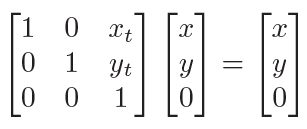 [1 0 x_t] [x] = [x]
[0 1 y_t] [y] = [y]
[0 0 1] [0] = [0]